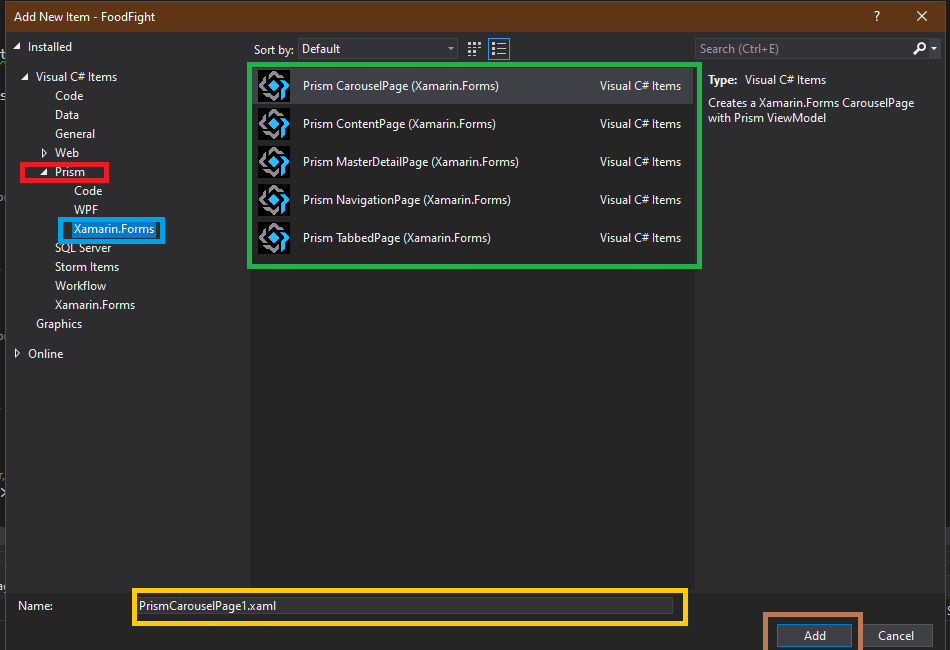 Add New Item - FoodFight ?
Installed
Sort by: Default
Search (Ctrl+E)
Visual C# Items
Code
Data
General
Web
Prism
Code
WPF
Xamarin.Forms
SQL Server
Storm Items
Workflow
Xamarin.Forms
Graphics
Online
Prism CarouselPage (Xamarin.Forms) Visual C# Items
Prism ContentPage (Xamarin.Forms) Visual C# Items
Prism MasterDetailPage (Xamarin.Forms) Visual C# Items
Prism NavigationPage (Xamarin.Forms) Visual C# Items
Prism TabbedPage (Xamarin.Forms) Visual C# Items
Type: Visual C# Items
Creates a Xamarin.Forms CarouselPage
with Prism ViewModel
Name: PrismCarouselPage1.xaml
Add Cancel